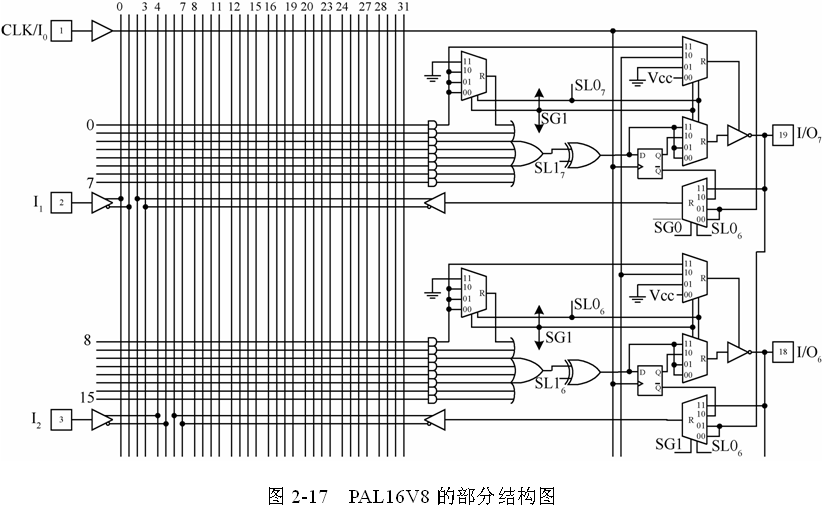 0 3 4 7 8 11 12 15 16 19 20 23 24 27 28 31
CLK/I0 1
11 10 01 00 R
11 10 01 00 R
Vcc
SL07
SG1
0
7
SL17
D Q Q
11 10 01 00 R
19 I/O7
I1 2
R 11 10 01 00
SG0 SL06
11 10 01 00 R
11 10 01 00 R
Vcc
SL06
SG1
8
15
SL16
D Q Q
11 10 01 00 R
18 I/O6
I2 3
R 11 10 01 00
SG1 SL06
图 2-17 PAL16V8 的部分结构图